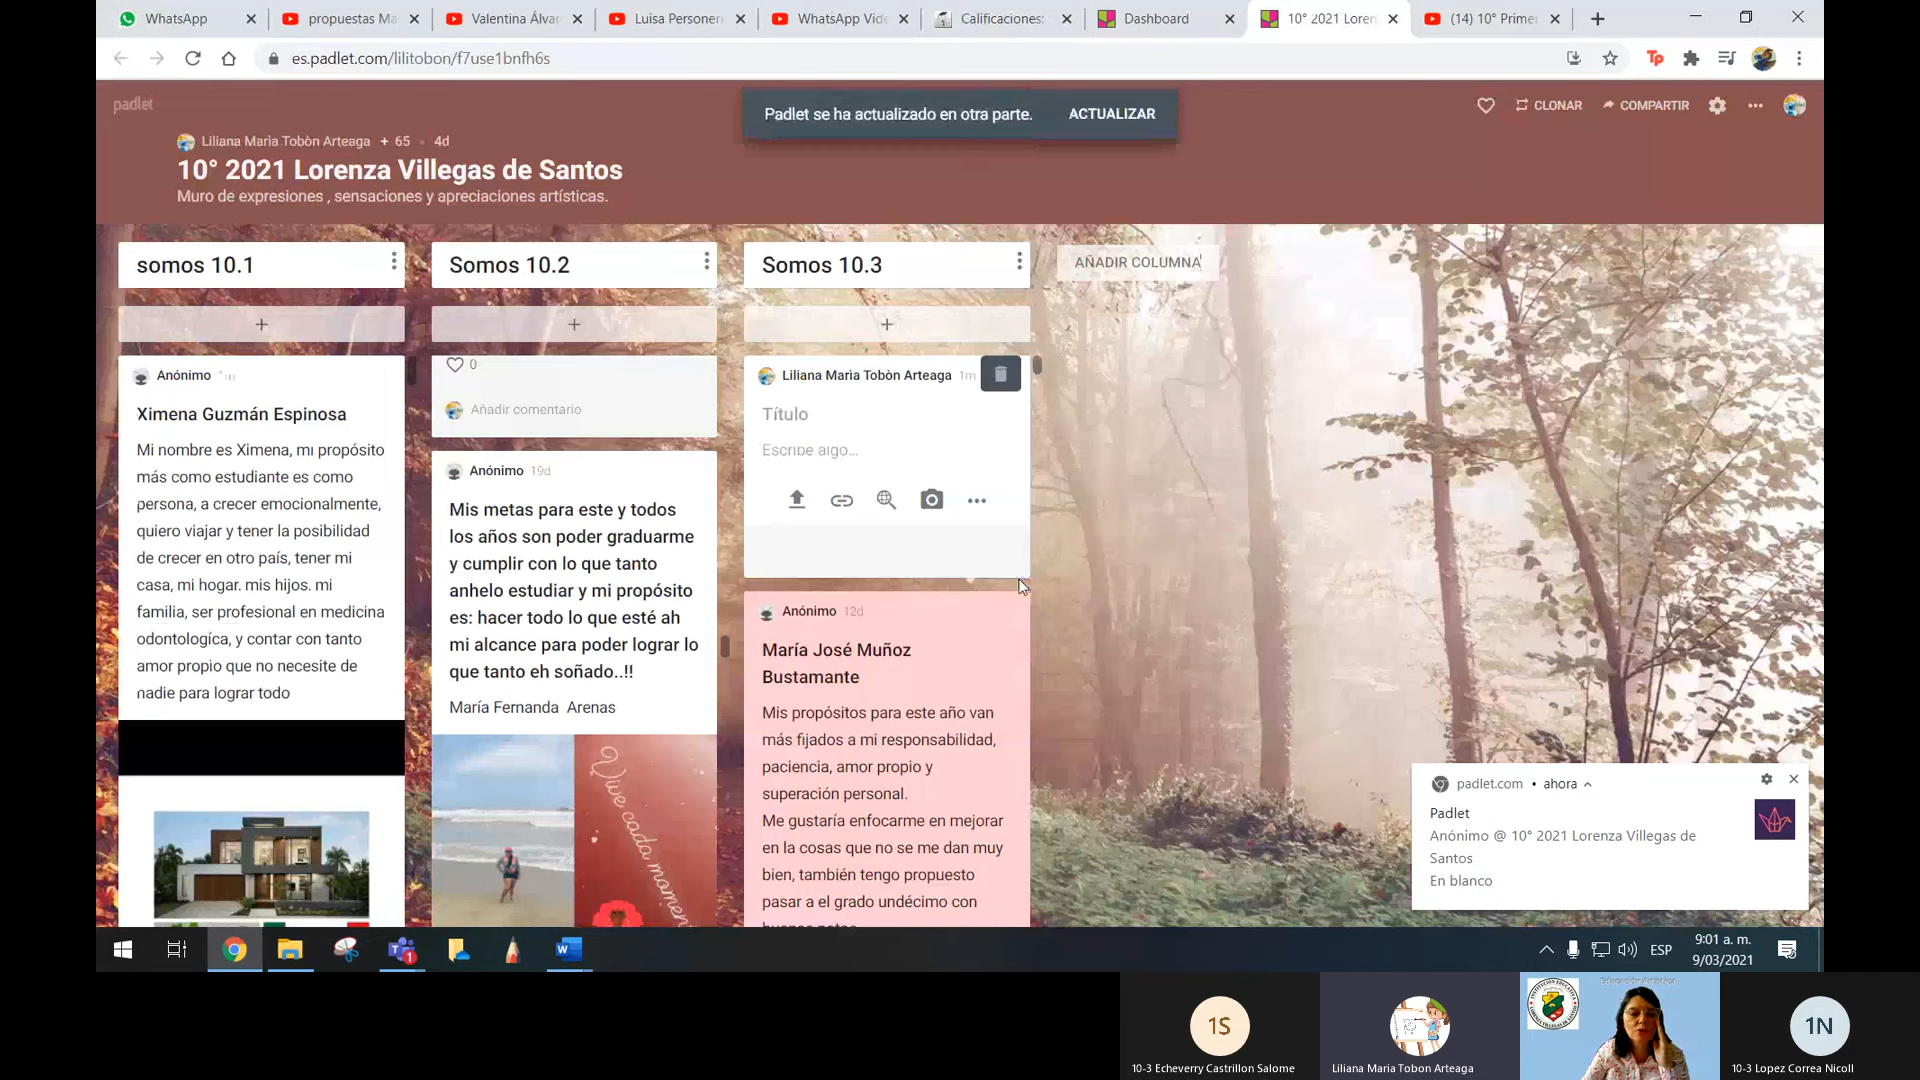 WhatsApp
propuestas Ma
Valentina Álvar
Luisa Personer
WhatsApp Vide
Calificaciones:
Dashboard
10° 2021 Loren
(14) 10° Prime
es.padlet.com/lilitobon/f7use1bnfh6s
padlet
Padlet se ha actualizado en otra parte. ACTUALIZAR
CLONAR
COMPARTIR
Liliana Marìa Tobòn Arteaga + 65 • 4d
10° 2021 Lorenza Villegas de Santos
Muro de expresiones , sensaciones y apreciaciones artísticas.
somos 10.1
Anónimo
Ximena Guzmán Espinosa
Mi nombre es Ximena, mi propósito
más como estudiante es como
persona, a crecer emocionalmente,
quiero viajar y tener la posibilidad
de crecer en otro país, tener mi
casa, mi hogar. mis hijos. mi
familia, ser profesional en medicina
odontologíca, y contar con tanto
amor propio que no necesite de
nadie para lograr todo
Somos 10.2
0
Añadir comentario
Anónimo 19d
Mis metas para este y todos
los años son poder graduarme
y cumplir con lo que tanto
anhelo estudiar y mi propósito
es: hacer todo lo que esté ah
mi alcance para poder lograr lo
que tanto eh soñado..!!
María Fernanda Arenas
Vive cada momen
Somos 10.3
Liliana Marìa Tobòn Arteaga 1m
Título
Escribe algo...
Anónimo 12d
María José Muñoz
Bustamante
Mis propósitos para este año van
más fijados a mi responsabilidad,
paciencia, amor propio y
superación personal.
Me gustaría enfocarme en mejorar
en la cosas que no se me dan muy
bien, también tengo propuesto
pasar a el grado undécimo con
AÑADIR COLUMNA
padlet.com • ahora
Padlet
Anónimo @ 10° 2021 Lorenza Villegas de
Santos
En blanco
1
ESP
9:01 a. m.
9/03/2021
1S
10-3 Echeverry Castrillon Salome
Liliana Maria Tobon Arteaga
Educación Artística
1N
10-3 Lopez Correa Nicoll